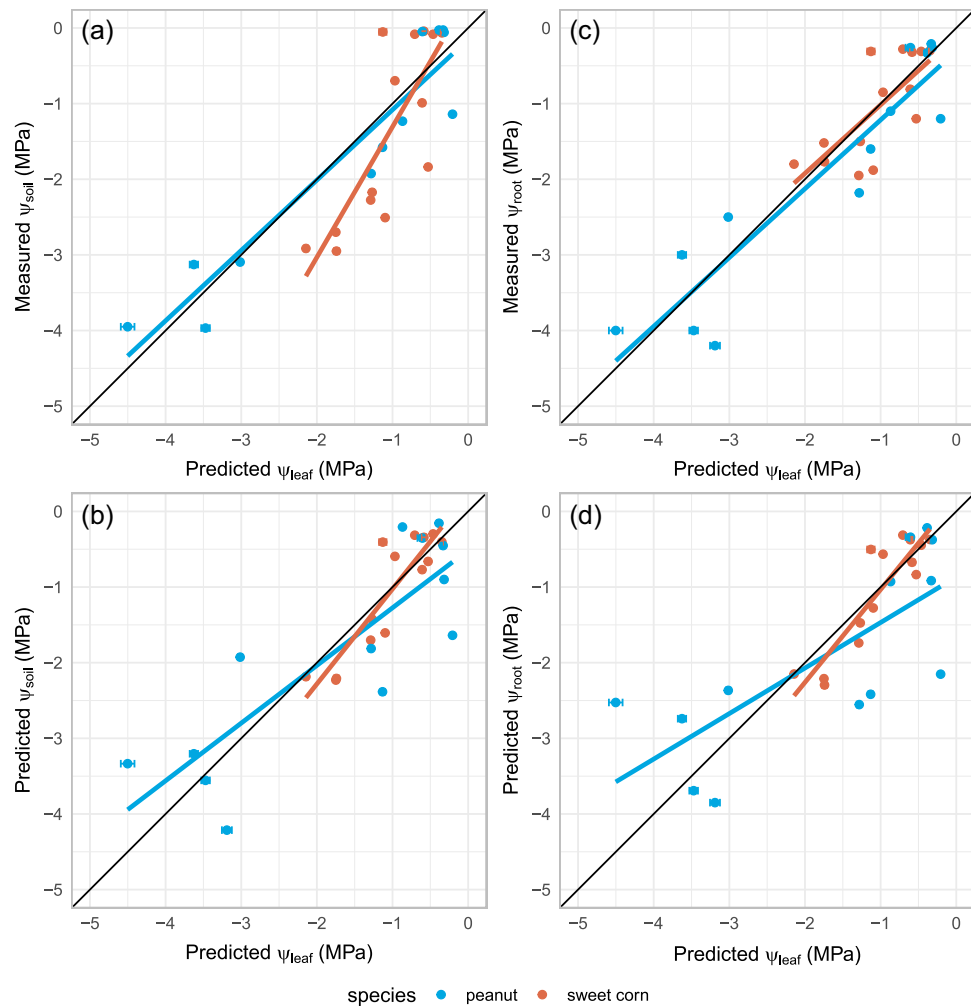 (a)
0
−1
−2
−3
−4
−5
Measured ψsoil (MPa)
−5 −4 −3 −2 −1 0
Predicted ψleaf (MPa)
(c)
0
−1
−2
−3
−4
−5
Measured ψroot (MPa)
−5 −4 −3 −2 −1 0
Predicted ψleaf (MPa)
(b)
0
−1
−2
−3
−4
−5
Predicted ψsoil (MPa)
−5 −4 −3 −2 −1 0
Predicted ψleaf (MPa)
(d)
0
−1
−2
−3
−4
−5
Predicted ψroot (MPa)
−5 −4 −3 −2 −1 0
Predicted ψleaf (MPa)
species peanut sweet corn